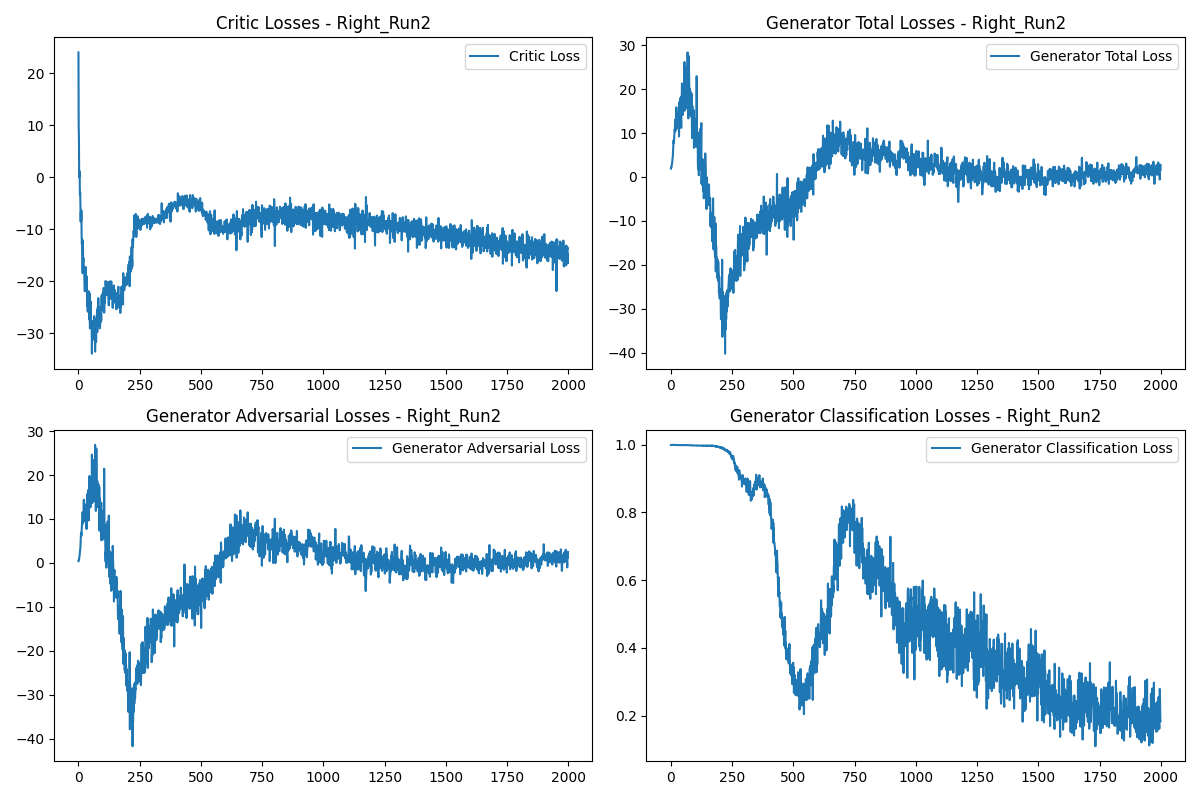 Critic Losses - Right_Run2
Critic Loss
20
10
0
−10
−20
−30
0 250 500 750 1000 1250 1500 1750 2000
Generator Total Losses - Right_Run2
Generator Total Loss
30
20
10
0
−10
−20
−30
−40
0 250 500 750 1000 1250 1500 1750 2000
Generator Adversarial Losses - Right_Run2
Generator Adversarial Loss
30
20
10
0
−10
−20
−30
−40
0 250 500 750 1000 1250 1500 1750 2000
Generator Classification Losses - Right_Run2
Generator Classification Loss
1.0
0.8
0.6
0.4
0.2
0 250 500 750 1000 1250 1500 1750 2000